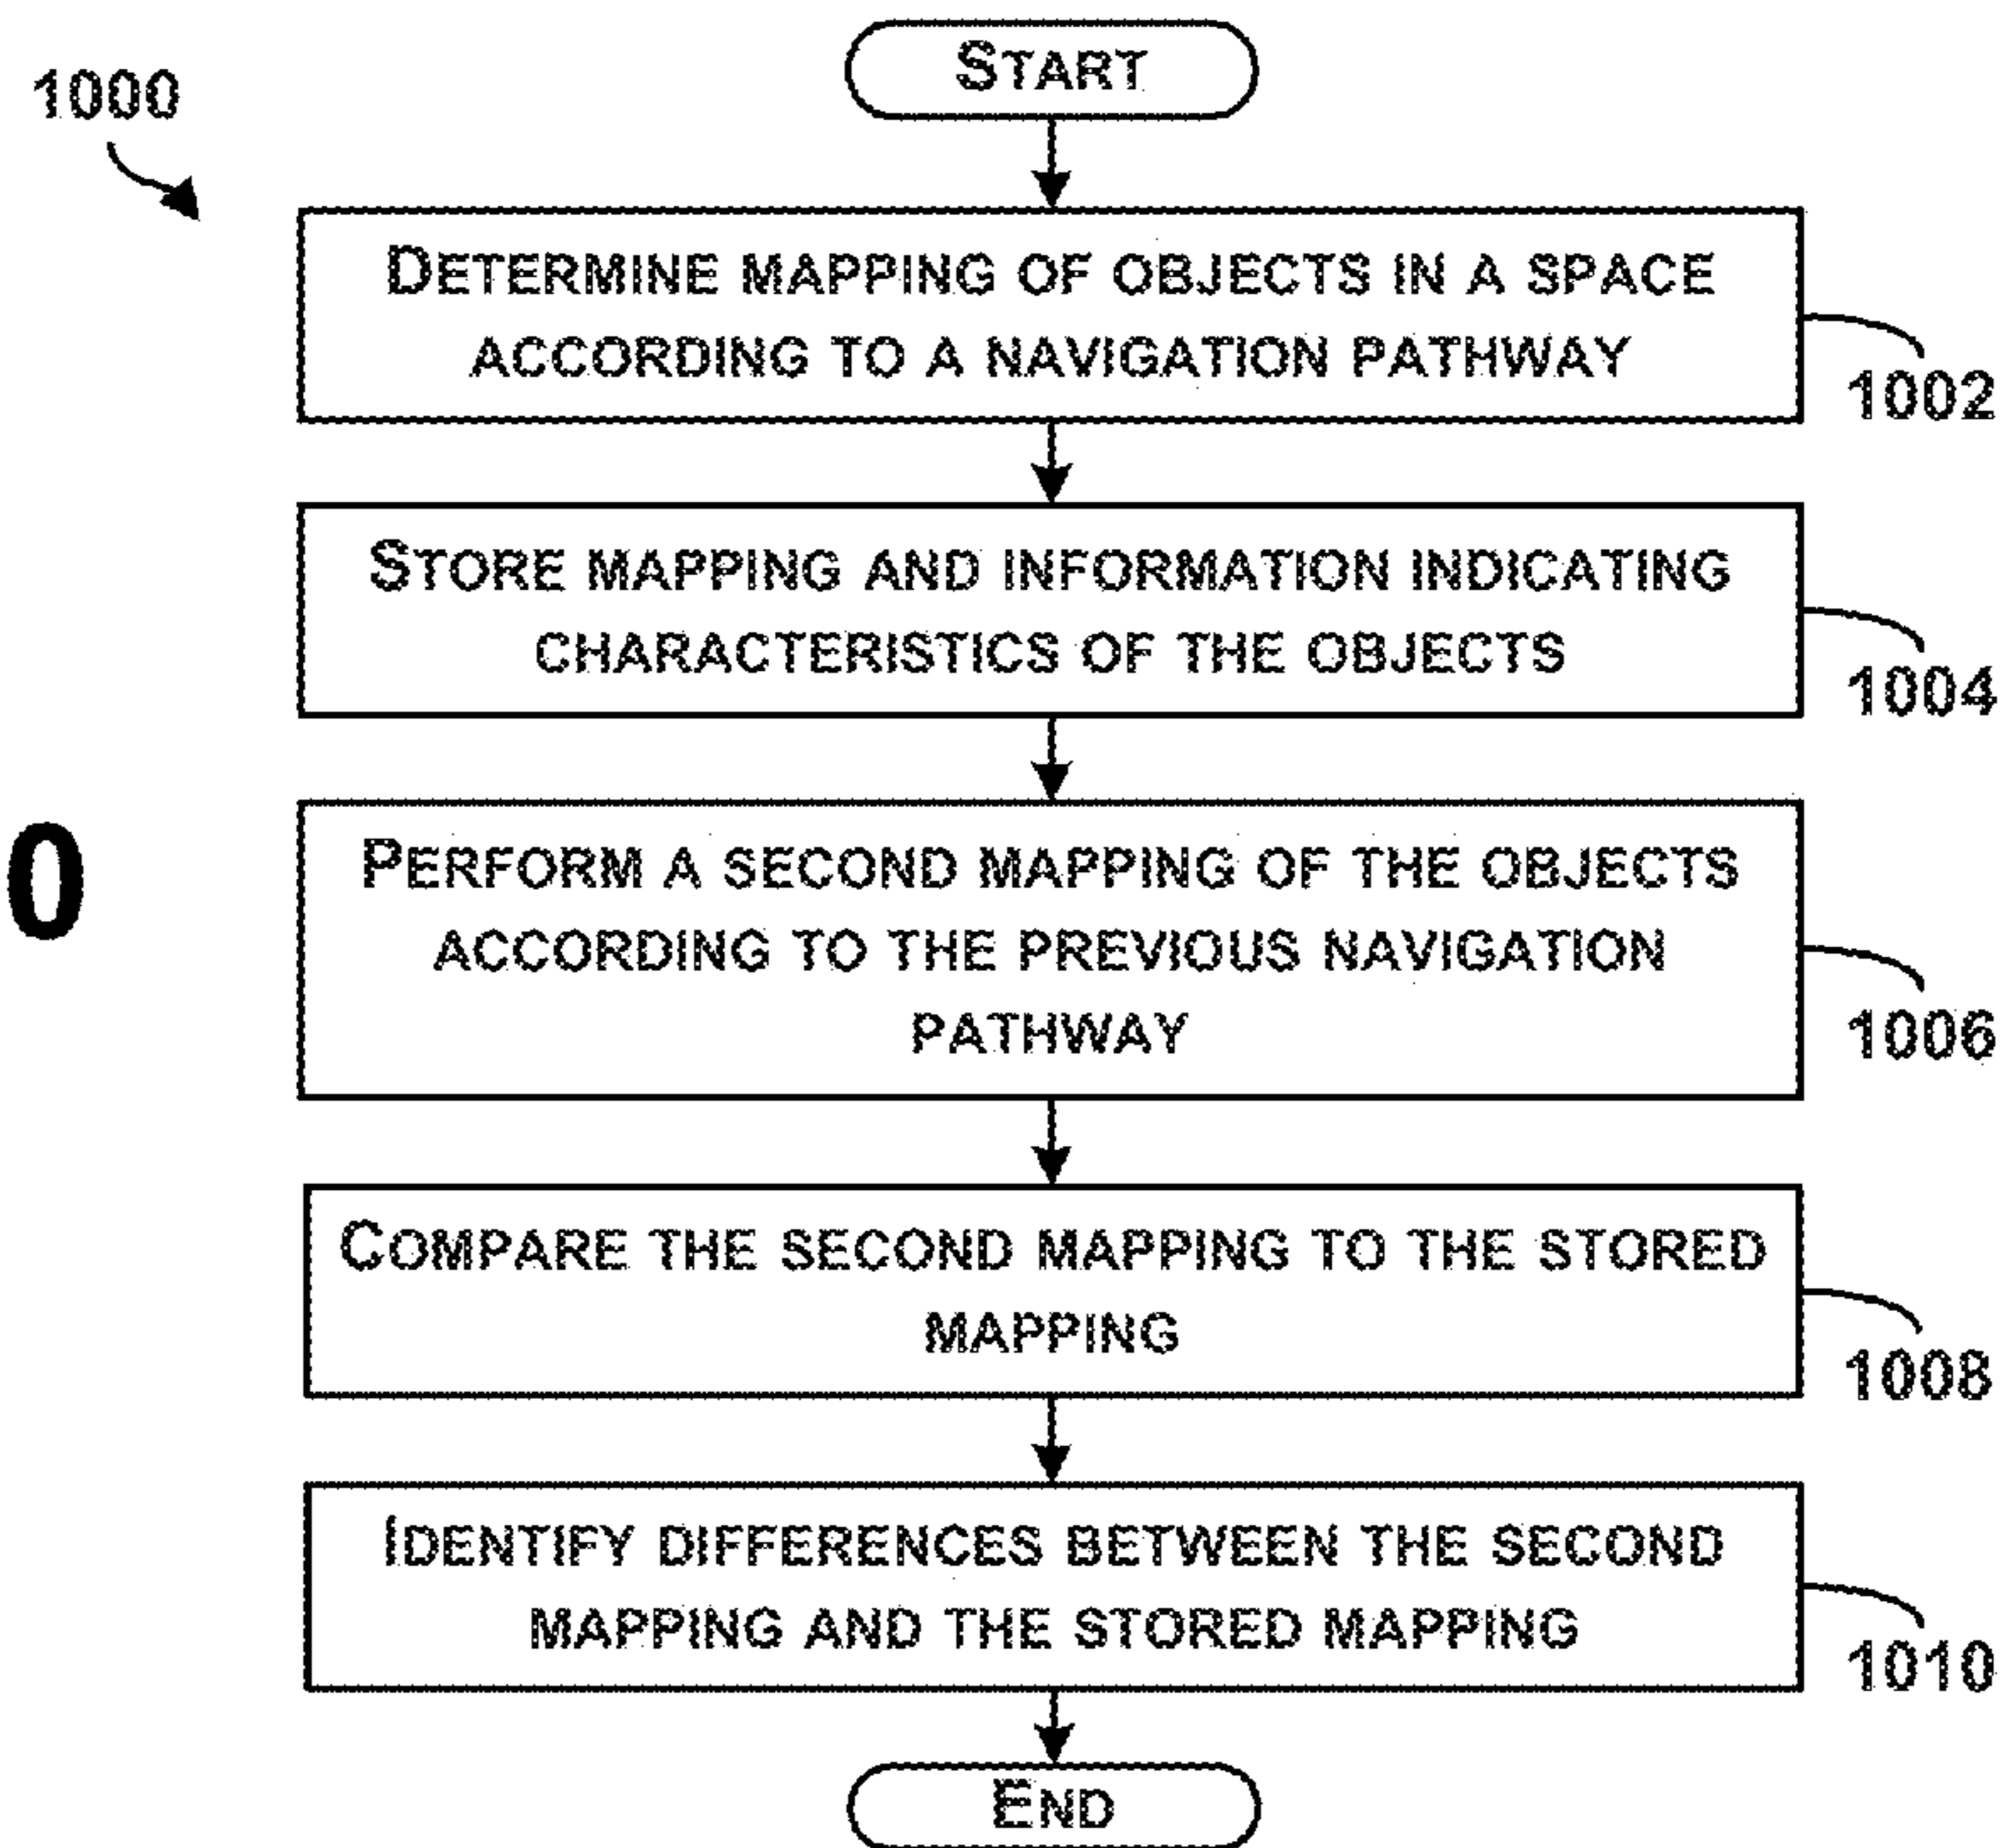 START
1000
DETERMINE MAPPING OF OBJECTS IN A SPACE
ACCORDING TO A NAVIGATION PATHWAY
1002
STORE MAPPING AND INFORMATION INDICATING
CHARACTERISTICS OF THE OBJECTS
1004
0
PERFORM A SECOND MAPPING OF THE OBJECTS
ACCORDING TO THE PREVIOUS NAVIGATION
PATHWAY
1006
COMPARE THE SECOND MAPPING TO THE STORED
MAPPING
1008
IDENTIFY DIFFERENCES BETWEEN THE SECOND
MAPPING AND THE STORED MAPPING
1010
END